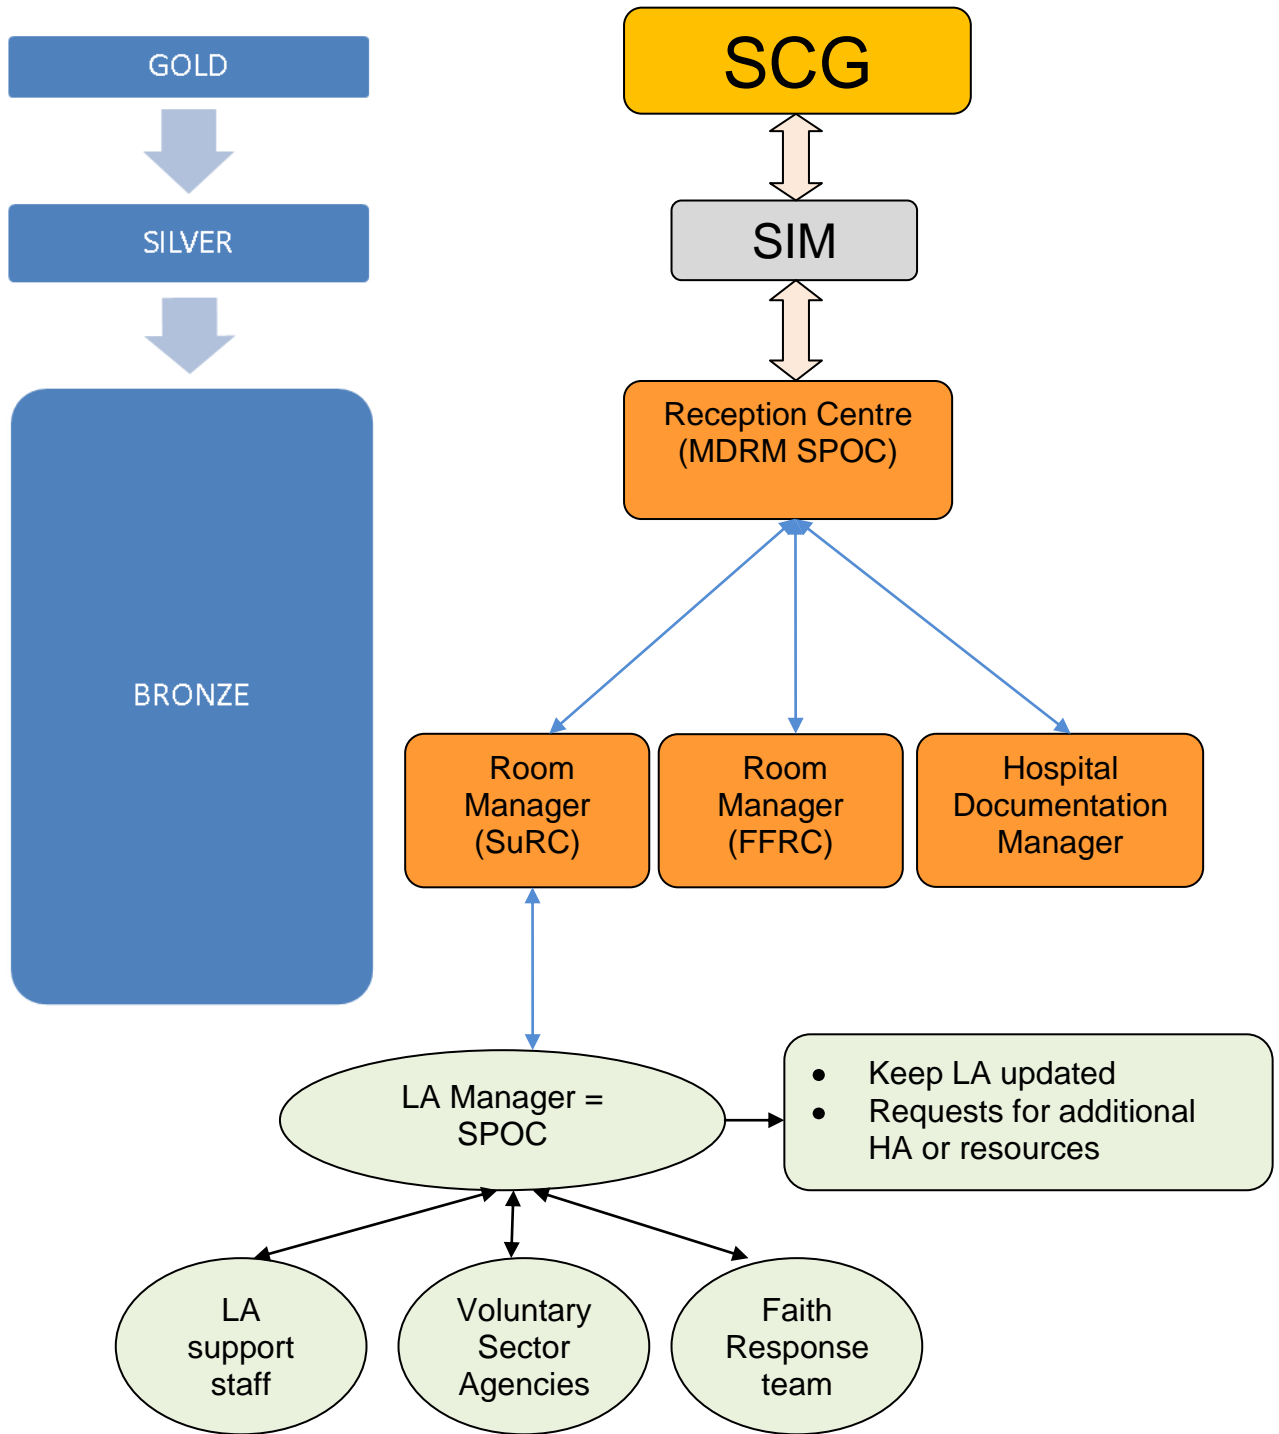 GOLD
SCG
SILVER
SIM
Reception Centre
(MDRM SPOC)
BRONZE
Room
Manager
(SuRC)
Room
Manager
(FFRC)
Hospital
Documentation
Manager
LA Manager =
SPOC
● Keep LA updated
● Requests for additional
HA or resources
LA
support
staff
Voluntary
Sector
Agencies
Faith
Response
team